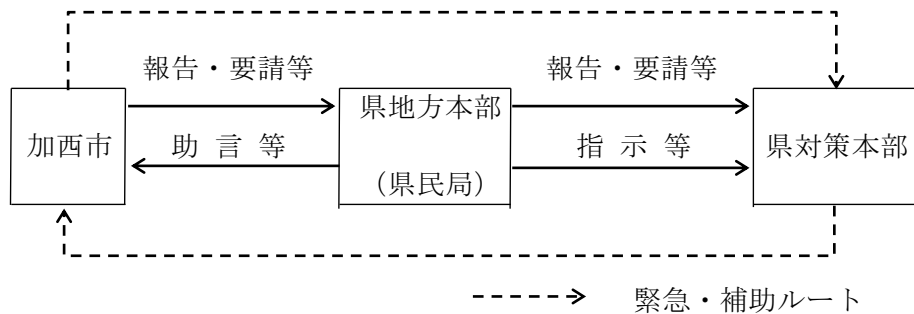 報告・要請等
報告・要請等
加西市
県地方本部
（県民局）
県対策本部
助言等
指示等
緊急・補助ルート